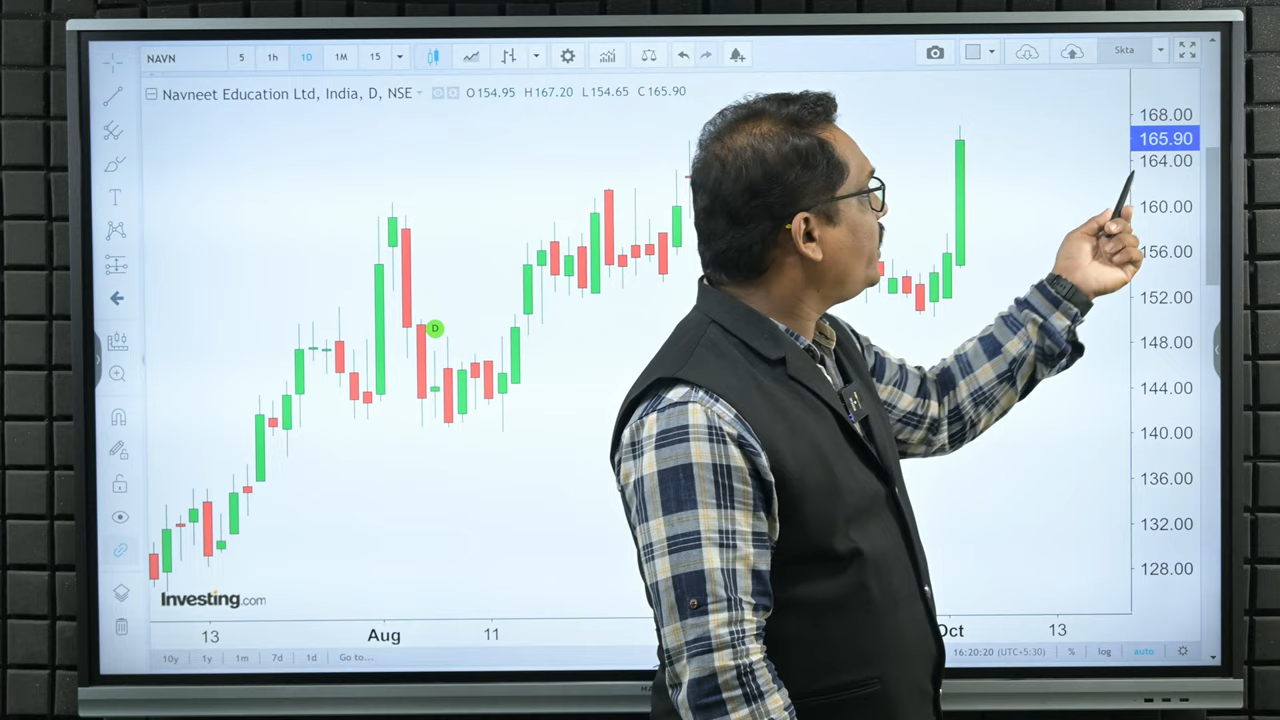 NAVN 5 1h 1D 1M 15 Skta
Navneet Education Ltd, India, D, NSE O154.95 H167.20 L154.65 C165.90
168.00
165.90
164.00
160.00
156.00
152.00
148.00
144.00
140.00
136.00
132.00
128.00
T
D
Investing.com
13 Aug 11 Oct 13
10y 1y 1m 7d 1d Go to... 16:20:20 (UTC+5:30) % log auto